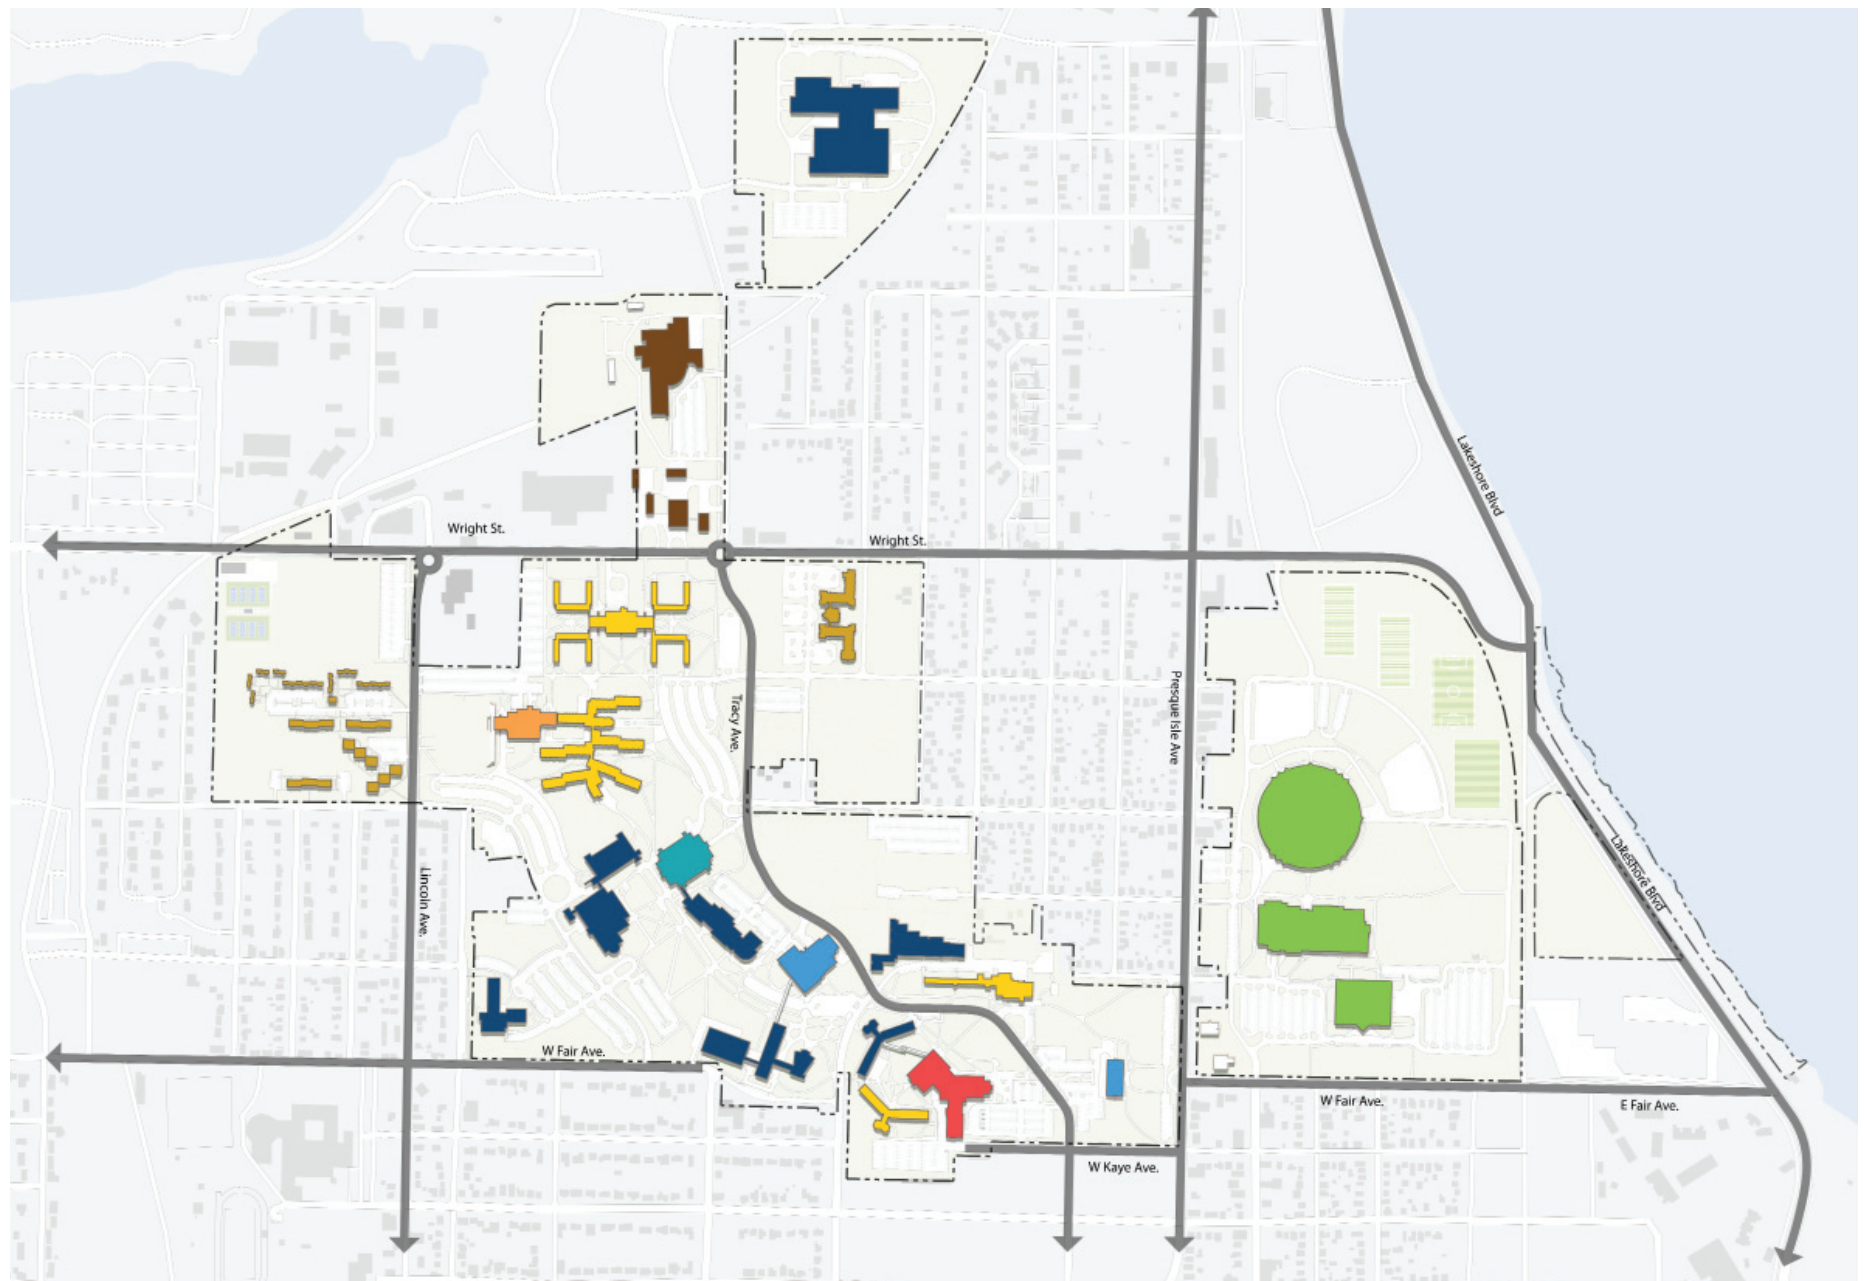 Wright St.
Wright St.
Lakeshore Blvd
Tracy Ave.
Presque Isle Ave
Lincoln Ave.
Lakeshore Blvd
W Fair Ave.
W Fair Ave.
E Fair Ave.
W Kaye Ave.